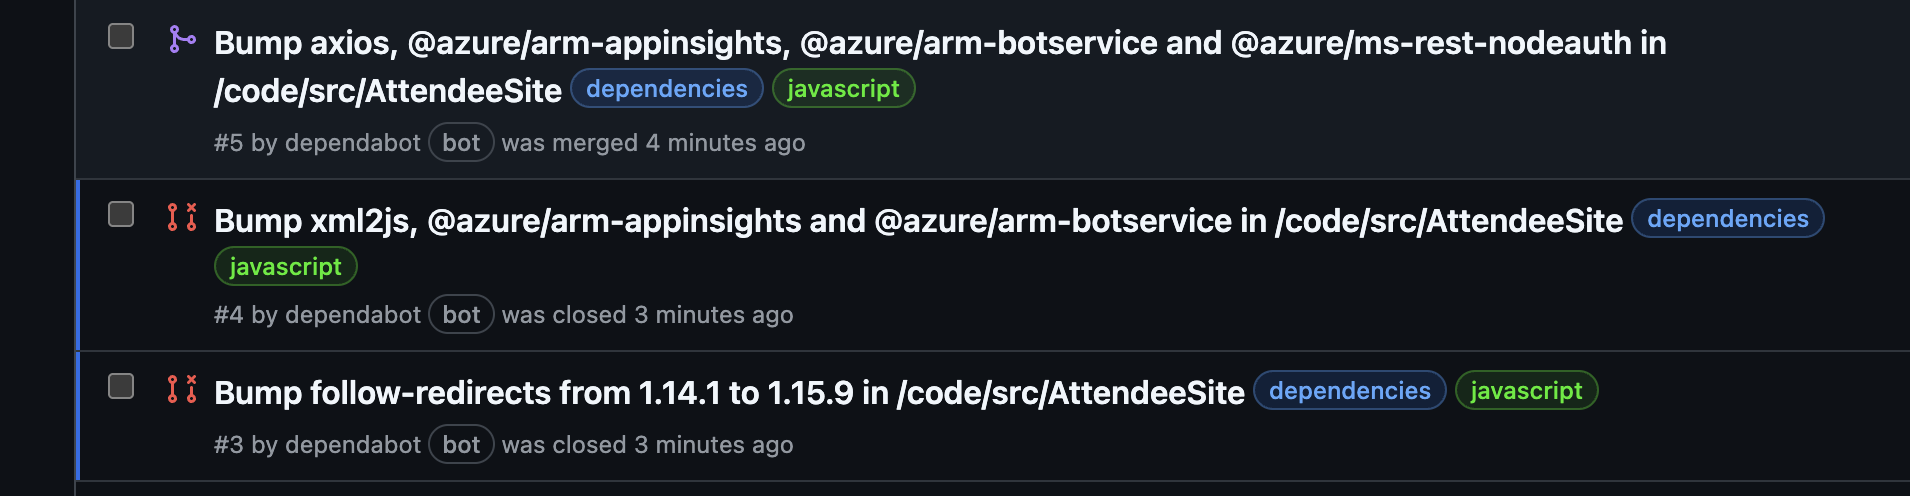 Bump axios, @azure/arm-appinsights, @azure/arm-botservice and @azure/ms-rest-nodeauth in
/code/src/AttendeeSite dependencies javascript
#5 by dependabot bot was merged 4 minutes ago
Bump xml2js, @azure/arm-appinsights and @azure/arm-botservice in /code/src/AttendeeSite dependencies
javascript
#4 by dependabot bot was closed 3 minutes ago
Bump follow-redirects from 1.14.1 to 1.15.9 in /code/src/AttendeeSite dependencies javascript
#3 by dependabot bot was closed 3 minutes ago